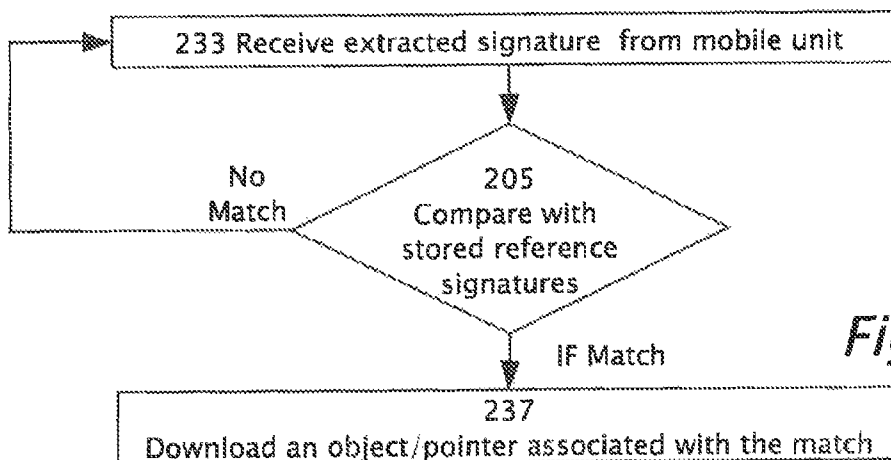 233 Receive extracted signature from mobile unit
No
Match
205
Compare with
stored reference
signatures
IF Match
Fig
237
Download an object/pointer associated with the match